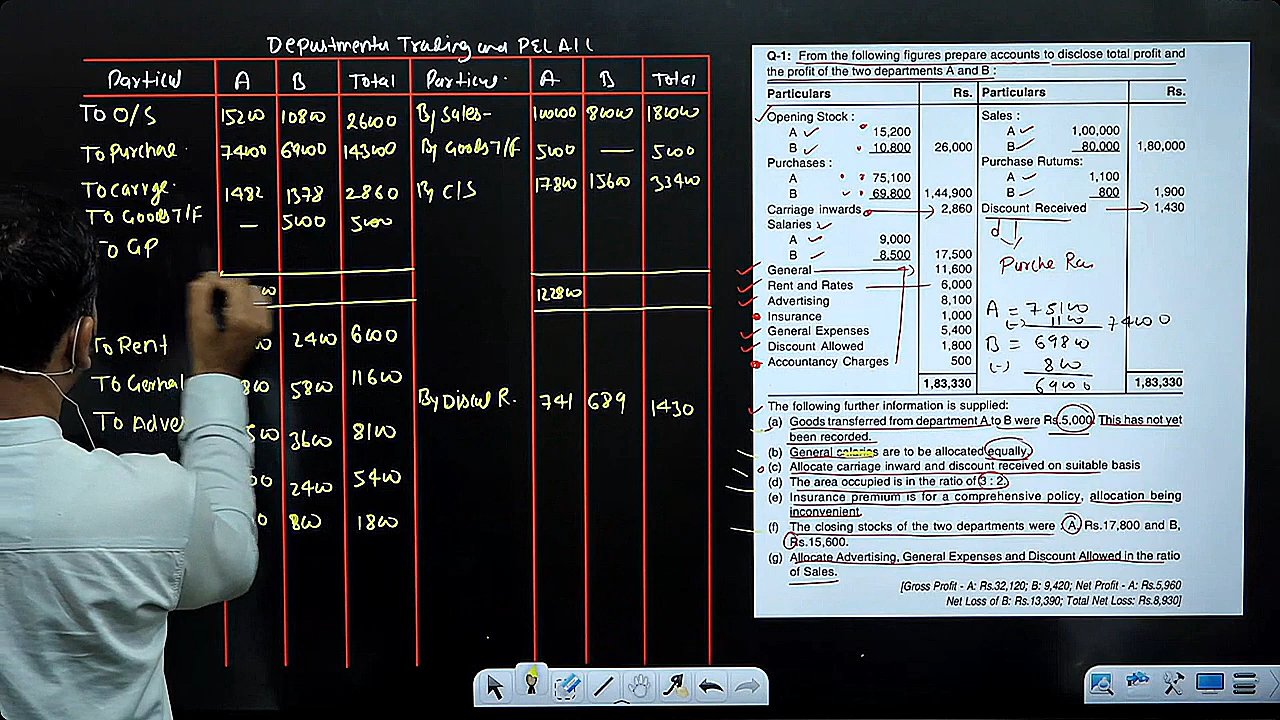 Departmental Trading and P&L A/c
Particul A B Total Particul. A B Total
To O/S 15200 10800 26000 By Sales- 100000 80000 180000
To Purchase. 74000 69000 143000 By Goods T/F 5000 — 5000
To Carrge. 1482 1378 2860 By C/S 17800 15600 33400
To Goods T/F — 5000 5000
To GP
122800
To Rent 2400 6000
To Genral 5800 11600
By Discul R. 741 689 1430
To Adve 3600 8100
2400 5400
800 1800
Q-1: From the following figures prepare accounts to disclose total profit and
the profit of the two departments A and B :
Particulars Rs. Particulars Rs.
Opening Stock : Sales :
A 15,200 A 1,00,000
B 10,800 26,000 B 80,000 1,80,000
Purchases : Purchase Ruturns:
A 75,100 A 1,100
B 69,800 1,44,900 B 800 1,900
Carriage inwards 2,860 Discount Received 1,430
Salaries :
A 9,000
B 8,500 17,500
General 11,600
Rent and Rates 6,000
Advertising 8,100
Insurance 1,000
General Expenses 5,400
Discount Allowed 1,800
Accountancy Charges 500
1,83,330 1,83,330
Purche Ra.
A = 75100
(-) 1100 74000
B = 69800
(-) 800
69000
The following further information is supplied:
(a) Goods transferred from department A to B were Rs.5,000. This has not yet
been recorded.
(b) General salaries are to be allocated equally.
(c) Allocate carriage inward and discount received on suitable basis
(d) The area occupied is in the ratio of 3 : 2.
(e) Insurance premium is for a comprehensive policy, allocation being
inconvenient.
(f) The closing stocks of the two departments were : A Rs.17,800 and B,
Rs.15,600.
(g) Allocate Advertising, General Expenses and Discount Allowed in the ratio
of Sales.
[Gross Profit - A: Rs.32,120; B: 9,420; Net Profit - A: Rs.5,960
Net Loss of B: Rs.13,390; Total Net Loss: Rs.8,930]